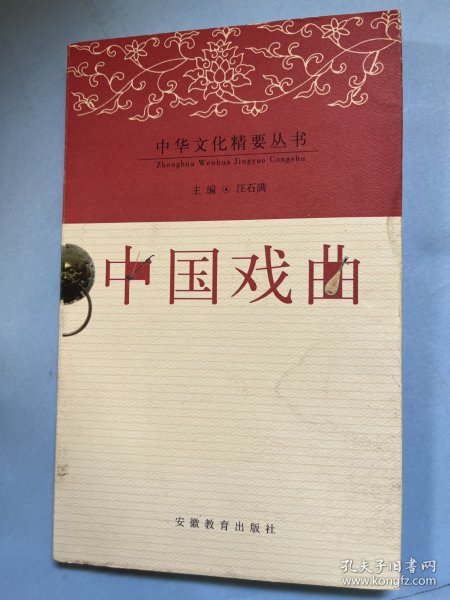 中华文化精要丛书
Zhonghua Wenhua Jingyao Congshu
主编 汪石满
中国戏曲
安徽教育出版社
孔夫子旧书网
www.kongfz.com